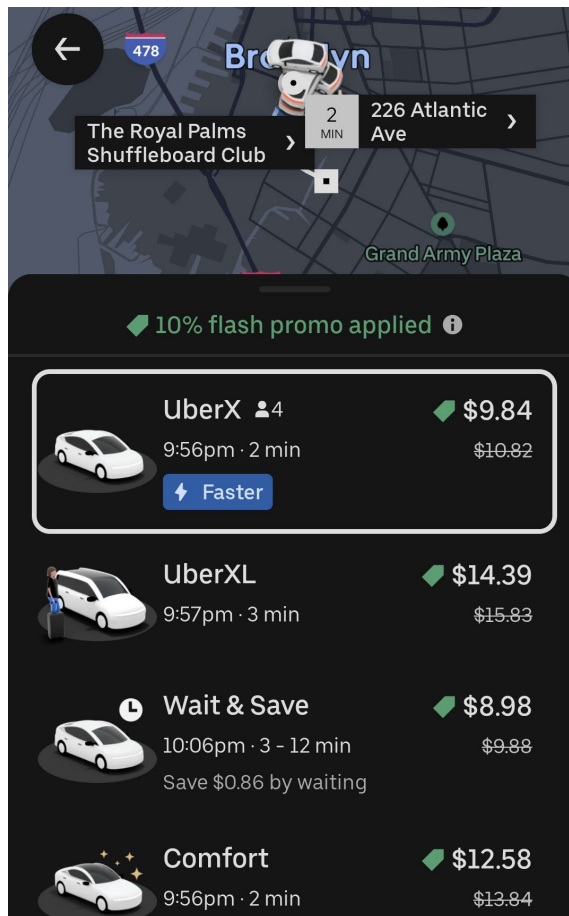 478
Brooklyn
2
MIN
226 Atlantic
Ave
The Royal Palms
Shuffleboard Club
Grand Army Plaza
10% flash promo applied
UberX 4
$9.84
9:56pm · 2 min
$10.82
Faster
UberXL
$14.39
9:57pm · 3 min
$15.83
Wait & Save
$8.98
10:06pm · 3 - 12 min
$9.88
Save $0.86 by waiting
Comfort
$12.58
9:56pm · 2 min
$13.84